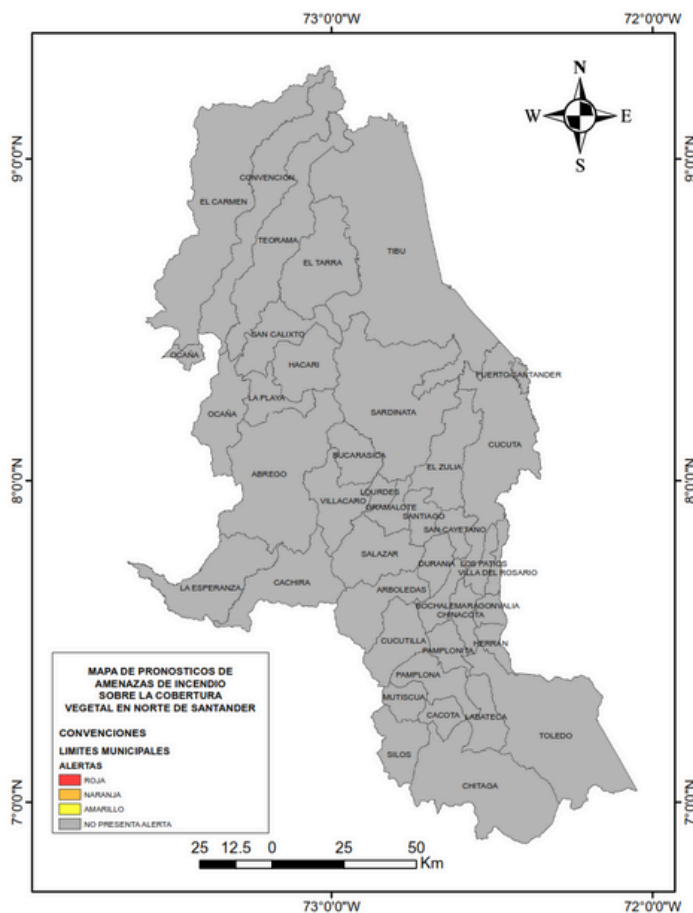 73°0'0"W 72°0'0"W
N
W E
S
9°0'0"N 9°0'0"N
CONVENCION
EL CARMEN
TEORAMA
TIBU
EL TARRA
SAN CALIXTO
OCAÑA
HACARI
PUERTO SANTANDER
LA PLAYA
OCAÑA
SARDINATA
CUCUTA
BUCARASICA
EL ZULIA
ABREGO
8°0'0"N 8°0'0"N
LOURDES
VILLACARO
GRAMALOTE
SANTIAGO
SAN CAYETANO
SALAZAR
DURANIA
LOS PATIOS
VILLA DEL ROSARIO
CACHIRA
LA ESPERANZA
ARBOLEDAS
BOCHALEMA
RAGONVALIA
CHINACOTA
CUCUTILLA
HERRAN
PAMPLONITA
PAMPLONA
MUTISCUA
CACOTA
LABATECA
TOLEDO
SILOS
CHITAGA
MAPA DE PRONOSTICOS DE
AMENAZAS DE INCENDIO
SOBRE LA COBERTURA
VEGETAL EN NORTE DE SANTANDER
CONVENCIONES
LIMITES MUNICIPALES
ALERTAS
ROJA
NARANJA
AMARILLO
NO PRESENTA ALERTA
7°0'0"N 7°0'0"N
25 12.5 0 25 50
Km
73°0'0"W 72°0'0"W